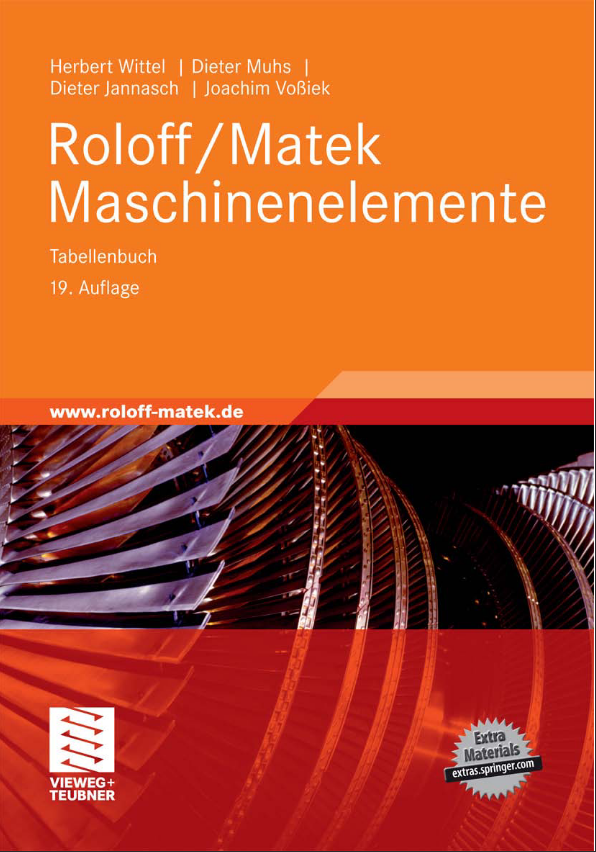 Herbert Wittel | Dieter Muhs |
Dieter Jannasch | Joachim Voßiek
Roloff/Matek
Maschinenelemente
Tabellenbuch
19. Auflage
www.roloff-matek.de
VIEWEG+
TEUBNER
Extra
Materials
extras.springer.com